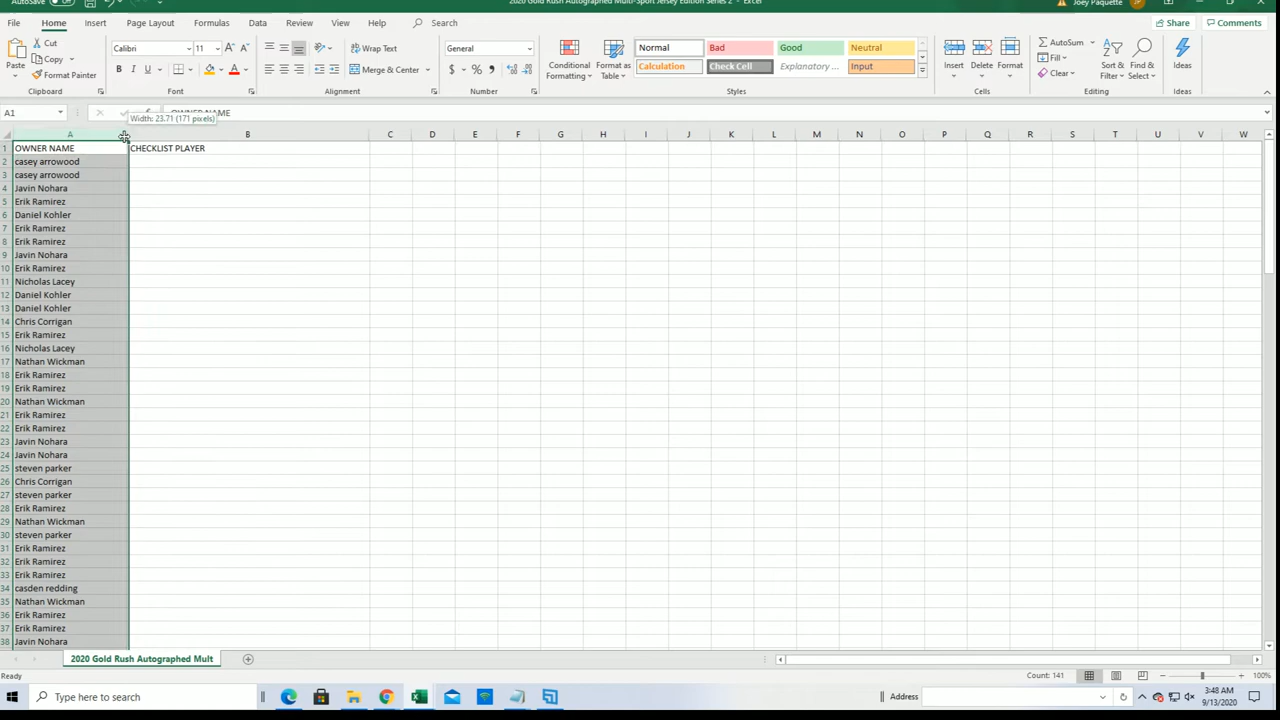 AutoSave
2020 Gold Rush Autographed Multi-Sport Jersey Edition Series 2 - Excel
Joey Paquette
JP
File Home Insert Page Layout Formulas Data Review View Help Search
Share Comments
Cut
Copy
Format Painter
Paste
Clipboard
Calibri 11
B I U
Font
Wrap Text
Merge & Center
Alignment
General
$ % ,
Number
Conditional Formatting
Format as Table
Normal Bad Good Neutral
Calculation Check Cell Explanatory ... Input
Styles
Insert Delete Format
Cells
AutoSum
Fill
Clear
Sort & Filter
Find & Select
Editing
Ideas
Ideas
A1 OWNER NAME
Width: 23.71 (171 pixels)
A B C D E F G H I J K L M N O P Q R S T U V W
1 OWNER NAME CHECKLIST PLAYER
2 casey arrowood
3 casey arrowood
4 Javin Nohara
5 Erik Ramirez
6 Daniel Kohler
7 Erik Ramirez
8 Erik Ramirez
9 Javin Nohara
10 Erik Ramirez
11 Nicholas Lacey
12 Daniel Kohler
13 Daniel Kohler
14 Chris Corrigan
15 Erik Ramirez
16 Nicholas Lacey
17 Nathan Wickman
18 Erik Ramirez
19 Erik Ramirez
20 Nathan Wickman
21 Erik Ramirez
22 Erik Ramirez
23 Javin Nohara
24 Javin Nohara
25 steven parker
26 Chris Corrigan
27 steven parker
28 Erik Ramirez
29 Nathan Wickman
30 steven parker
31 Erik Ramirez
32 Erik Ramirez
33 Erik Ramirez
34 casden redding
35 Nathan Wickman
36 Erik Ramirez
37 Erik Ramirez
38 Javin Nohara
2020 Gold Rush Autographed Mult
Ready
Count: 141
100%
Type here to search
Address
3:48 AM
9/13/2020